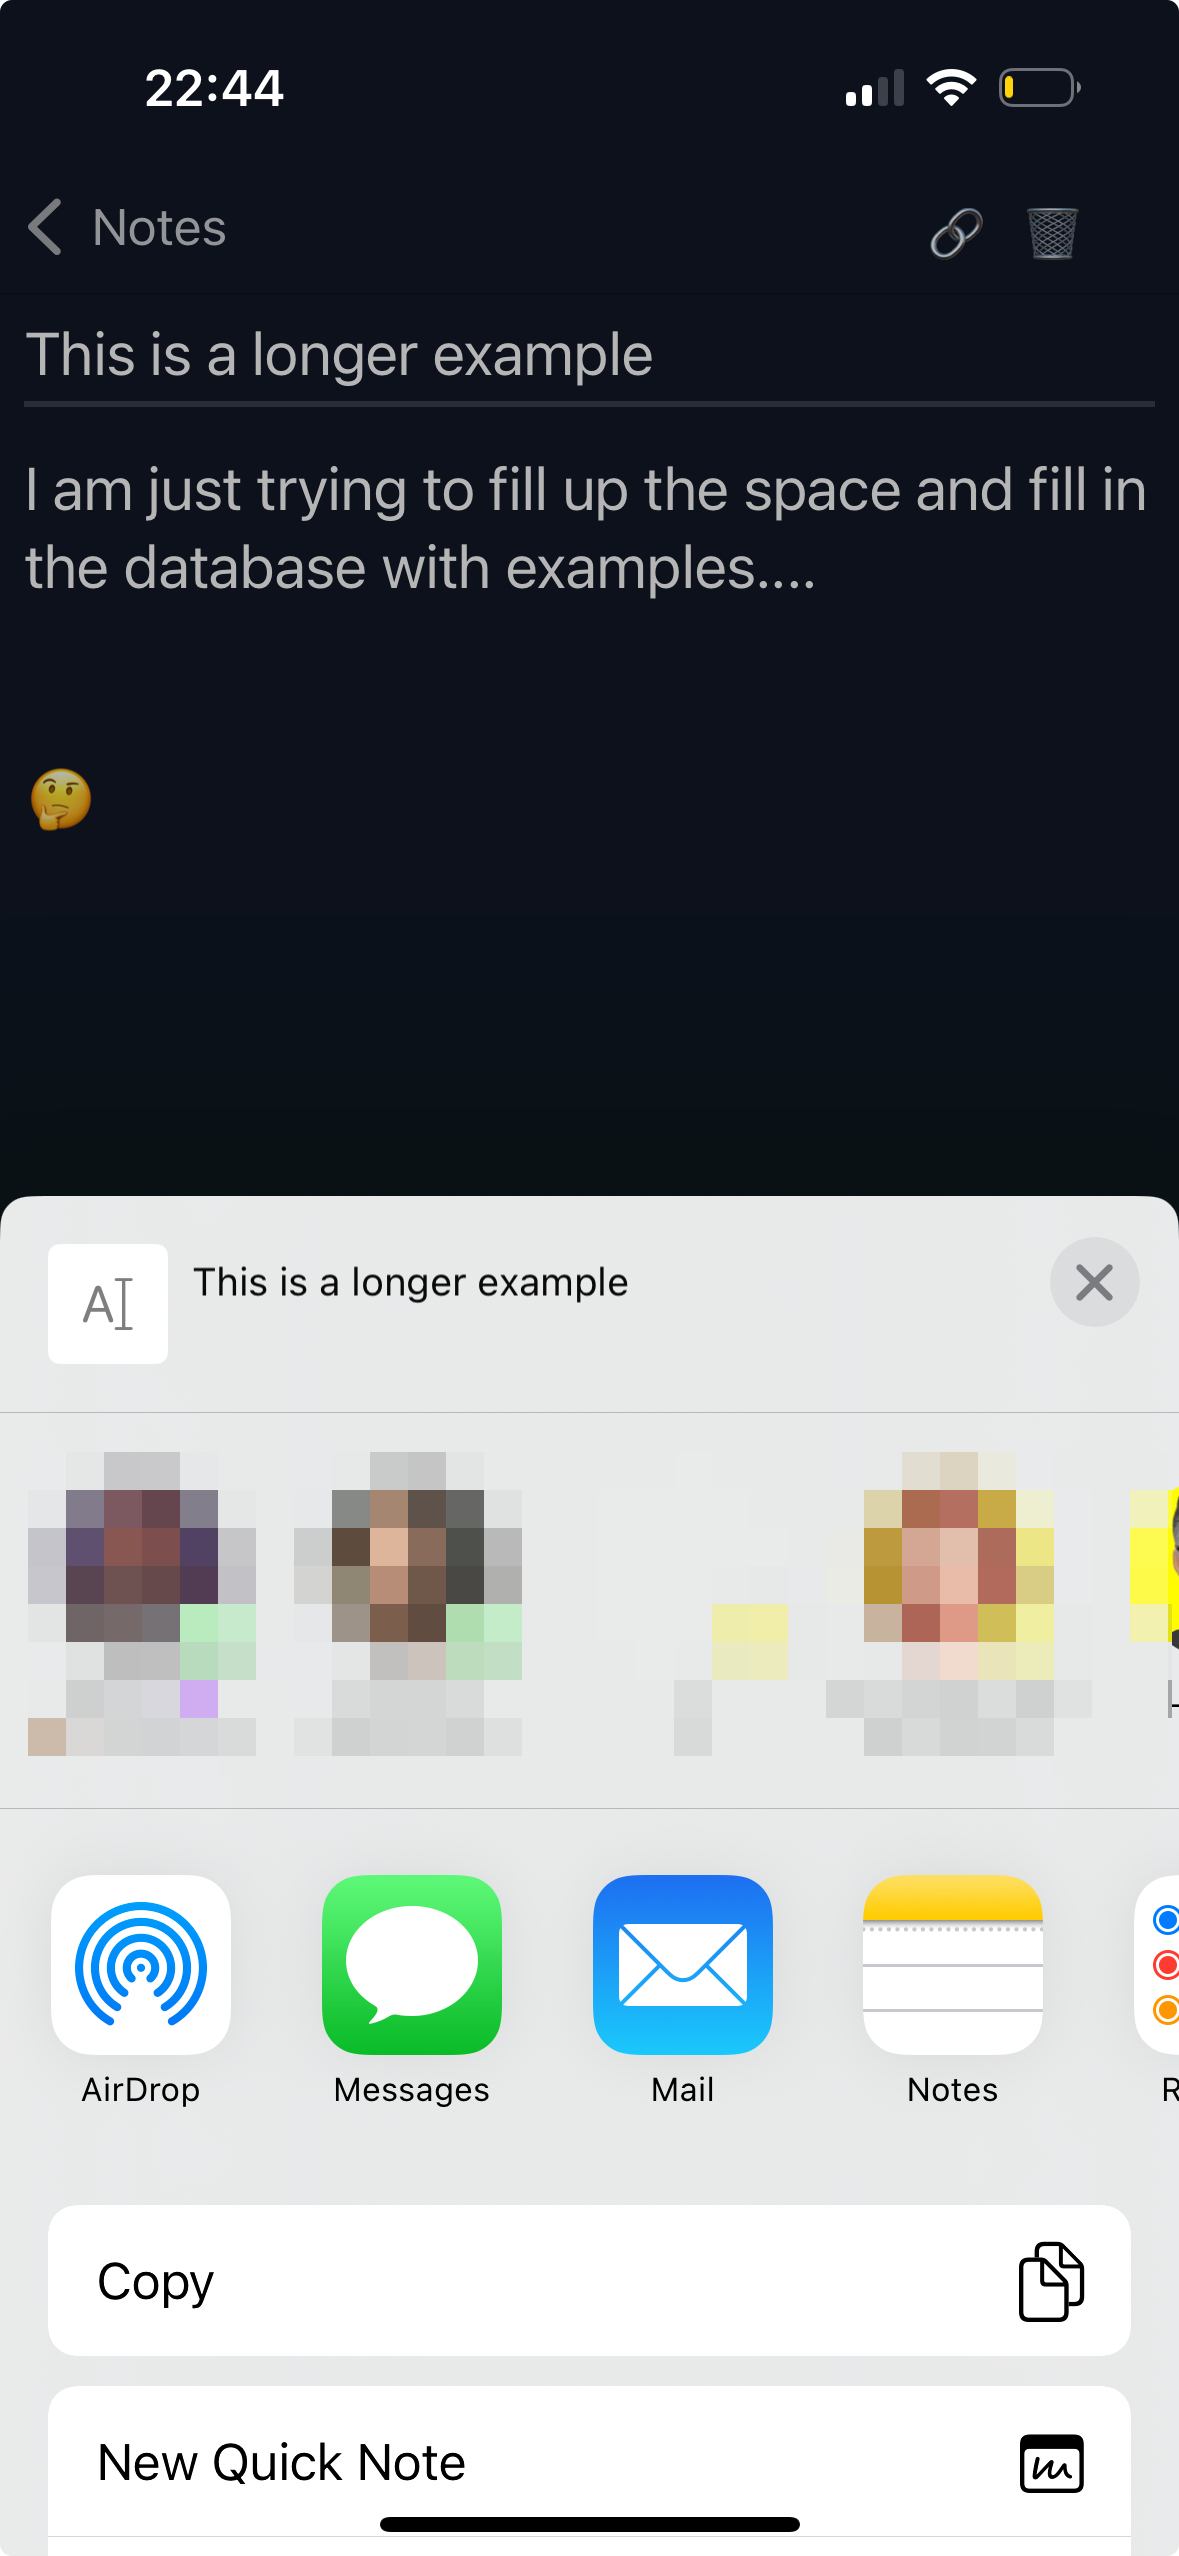 22:44
Notes
This is a longer example
I am just trying to fill up the space and fill in
the database with examples....
🤔
This is a longer example
AirDrop
Messages
Mail
Notes
Copy
New Quick Note